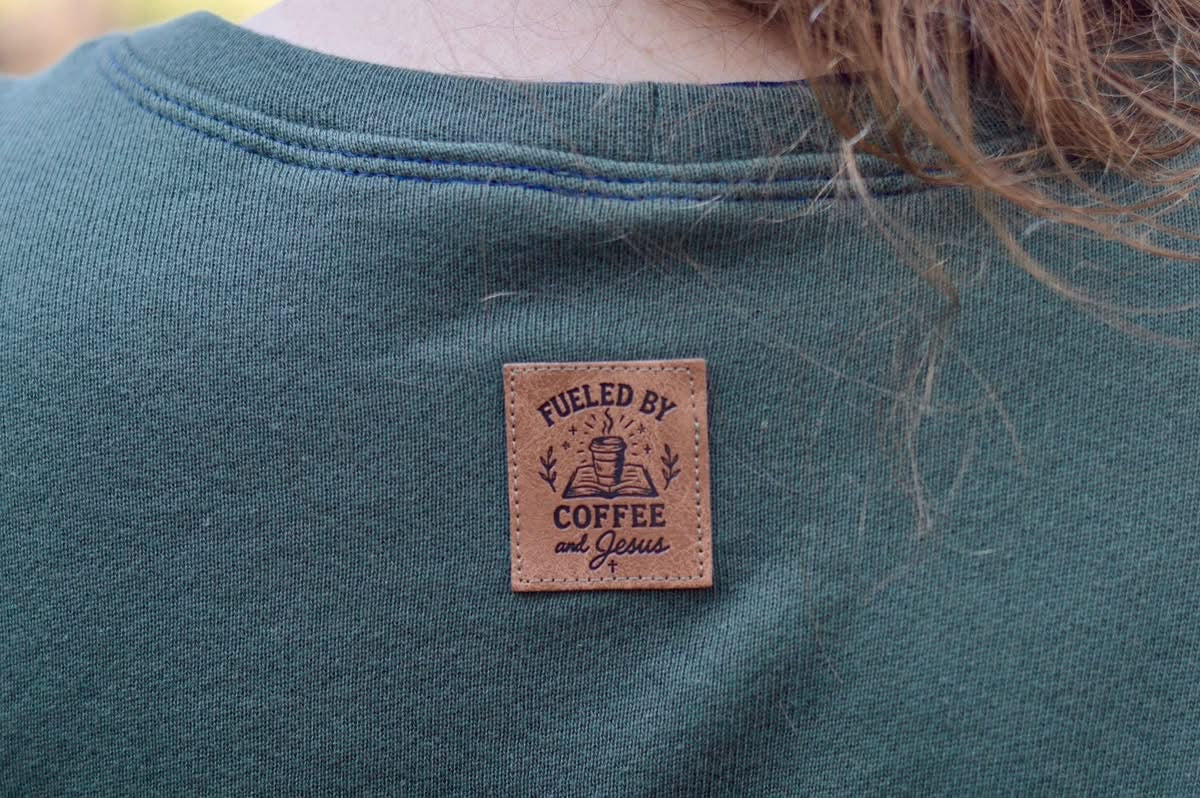 FUELED BY
COFFEE
and Jesus